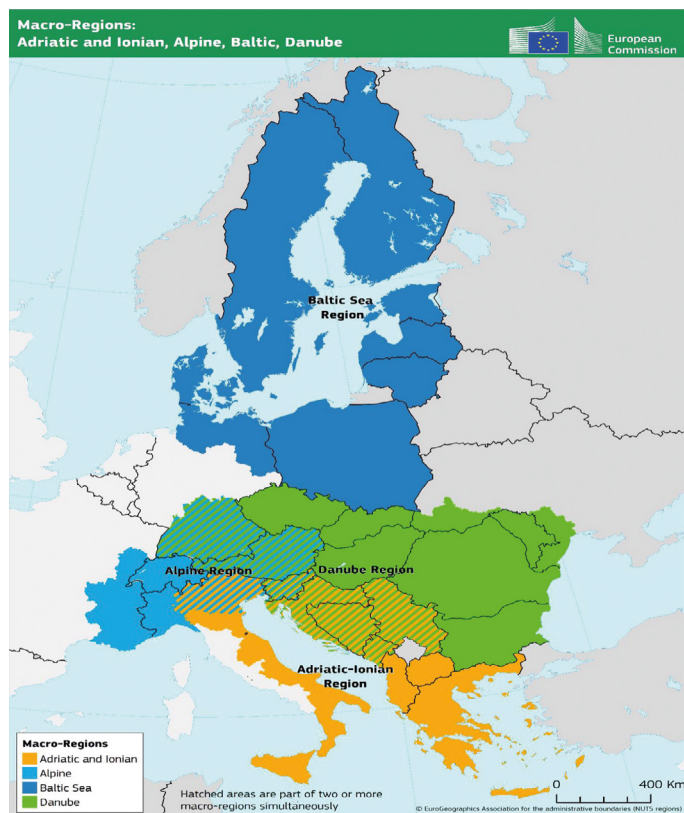 Macro-Regions:
Adriatic and Ionian, Alpine, Baltic, Danube
European
Commission
Baltic Sea
Region
Alpine Region
Danube Region
Adriatic-Ionian
Region
Macro-Regions
Adriatic and Ionian
Alpine
Baltic Sea
Danube
Hatched areas are part of two or more
macro-regions simultaneously
0 400 Km
© EuroGeographics Association for the administrative boundaries (NUTS regions)